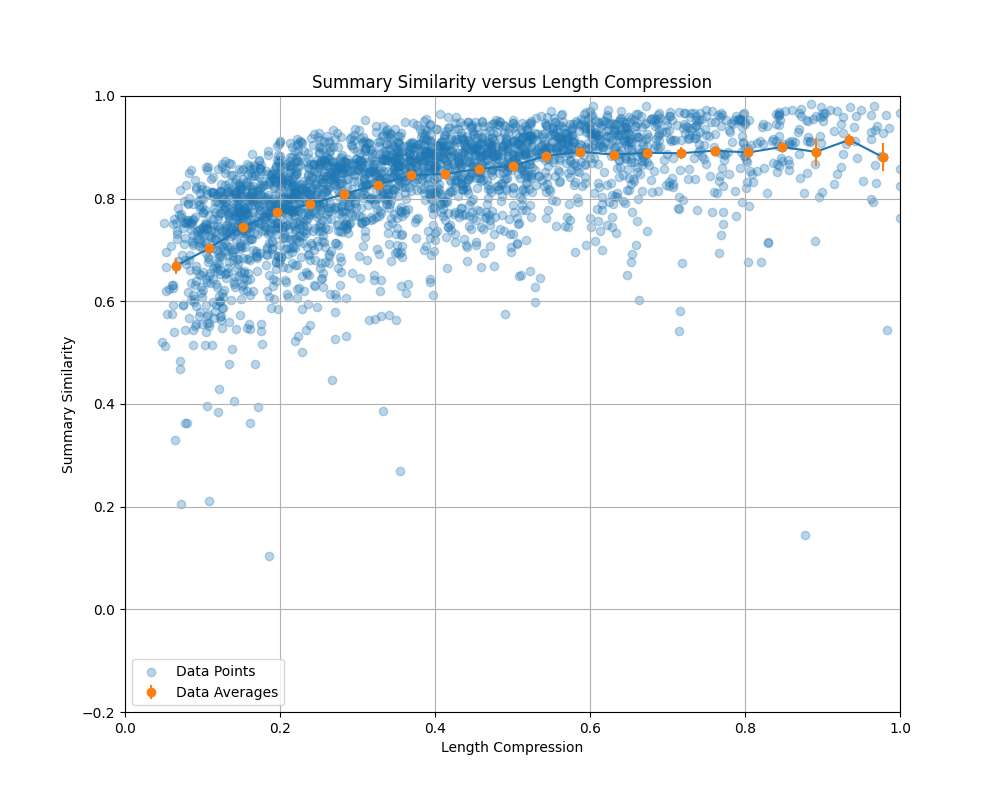 Summary Similarity versus Length Compression
1.0
0.8
0.6
0.4
0.2
0.0
−0.2
Summary Similarity
Data Points
Data Averages
0.0 0.2 0.4 0.6 0.8 1.0
Length Compression